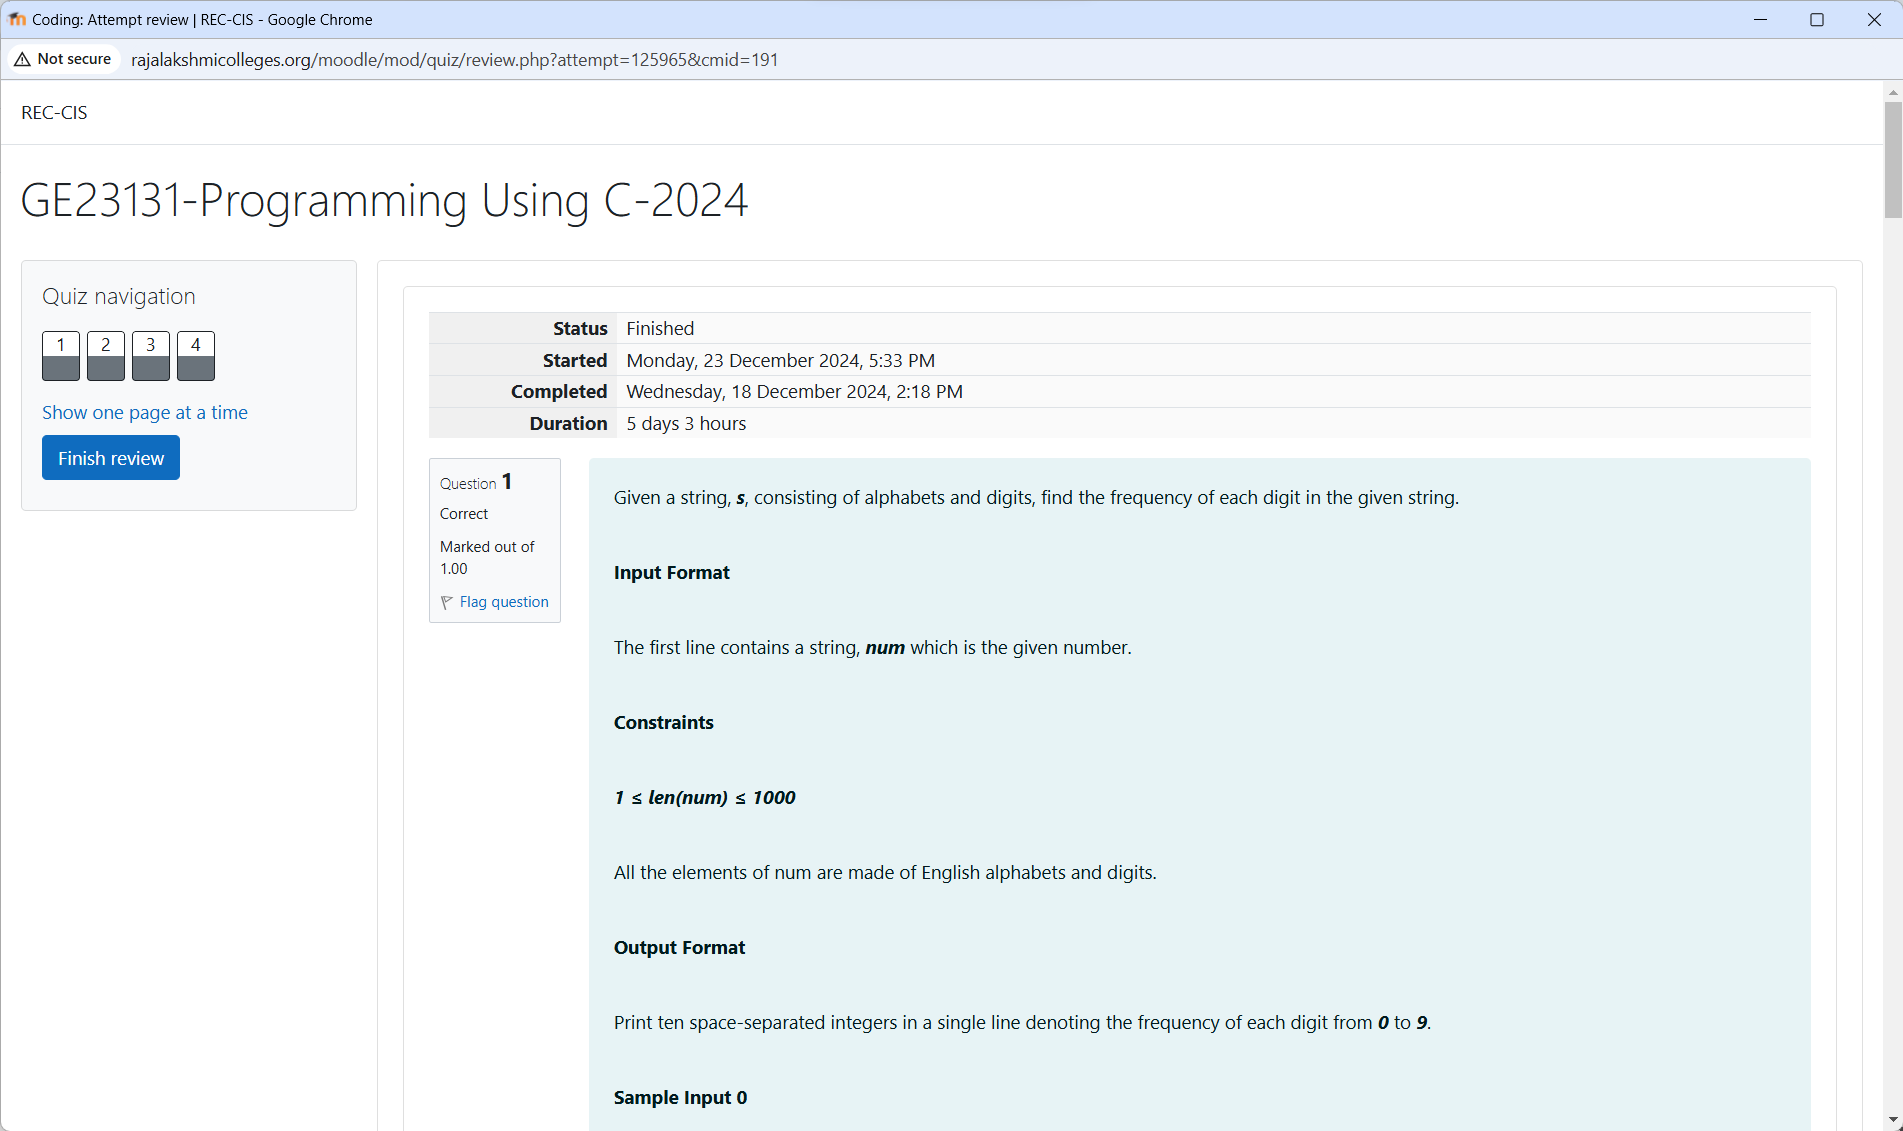 Coding: Attempt review | REC-CIS - Google Chrome
Not secure
rajalakshmicolleges.org/moodle/mod/quiz/review.php?attempt=125965&cmid=191
REC-CIS
GE23131-Programming Using C-2024
Quiz navigation
1 2 3 4
Show one page at a time
Finish review
Status Finished
Started Monday, 23 December 2024, 5:33 PM
Completed Wednesday, 18 December 2024, 2:18 PM
Duration 5 days 3 hours
Question 1
Correct
Marked out of
1.00
Flag question
Given a string, s, consisting of alphabets and digits, find the frequency of each digit in the given string.
Input Format
The first line contains a string, num which is the given number.
Constraints
1 ≤ len(num) ≤ 1000
All the elements of num are made of English alphabets and digits.
Output Format
Print ten space-separated integers in a single line denoting the frequency of each digit from 0 to 9.
Sample Input 0